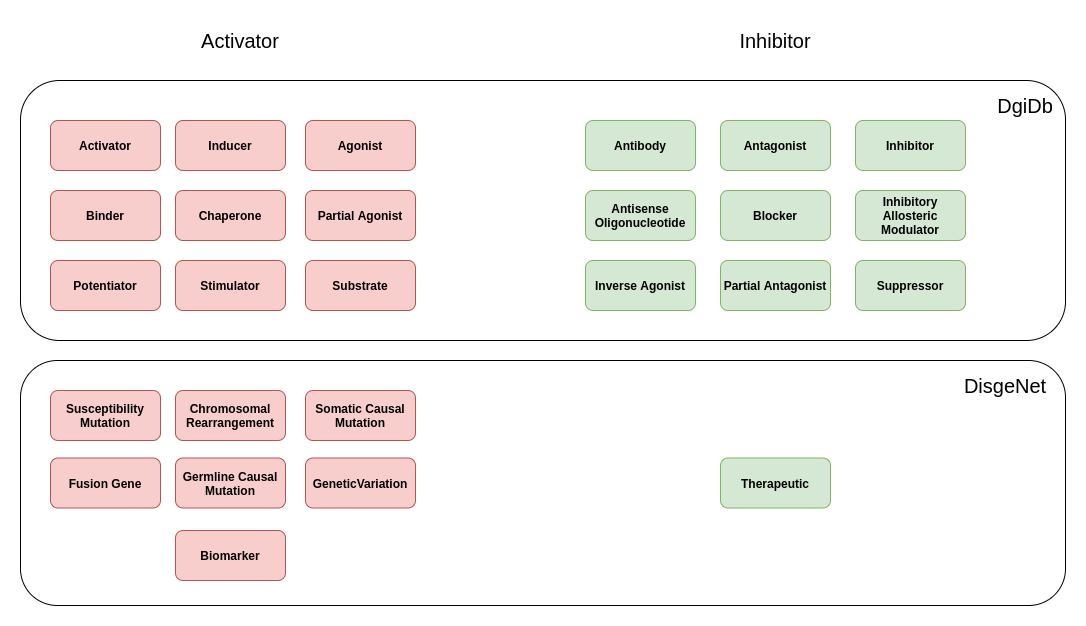 Activator
Inhibitor
DgiDb
Activator
Inducer
Agonist
Antibody
Antagonist
Inhibitor
Binder
Chaperone
Partial Agonist
Antisense
Oligonucleotide
Blocker
Inhibitory
Allosteric
Modulator
Potentiator
Stimulator
Substrate
Inverse Agonist
Partial Antagonist
Suppressor
DisgeNet
Susceptibility
Mutation
Chromosomal
Rearrangement
Somatic Causal
Mutation
Fusion Gene
Germline Causal
Mutation
GeneticVariation
Therapeutic
Biomarker